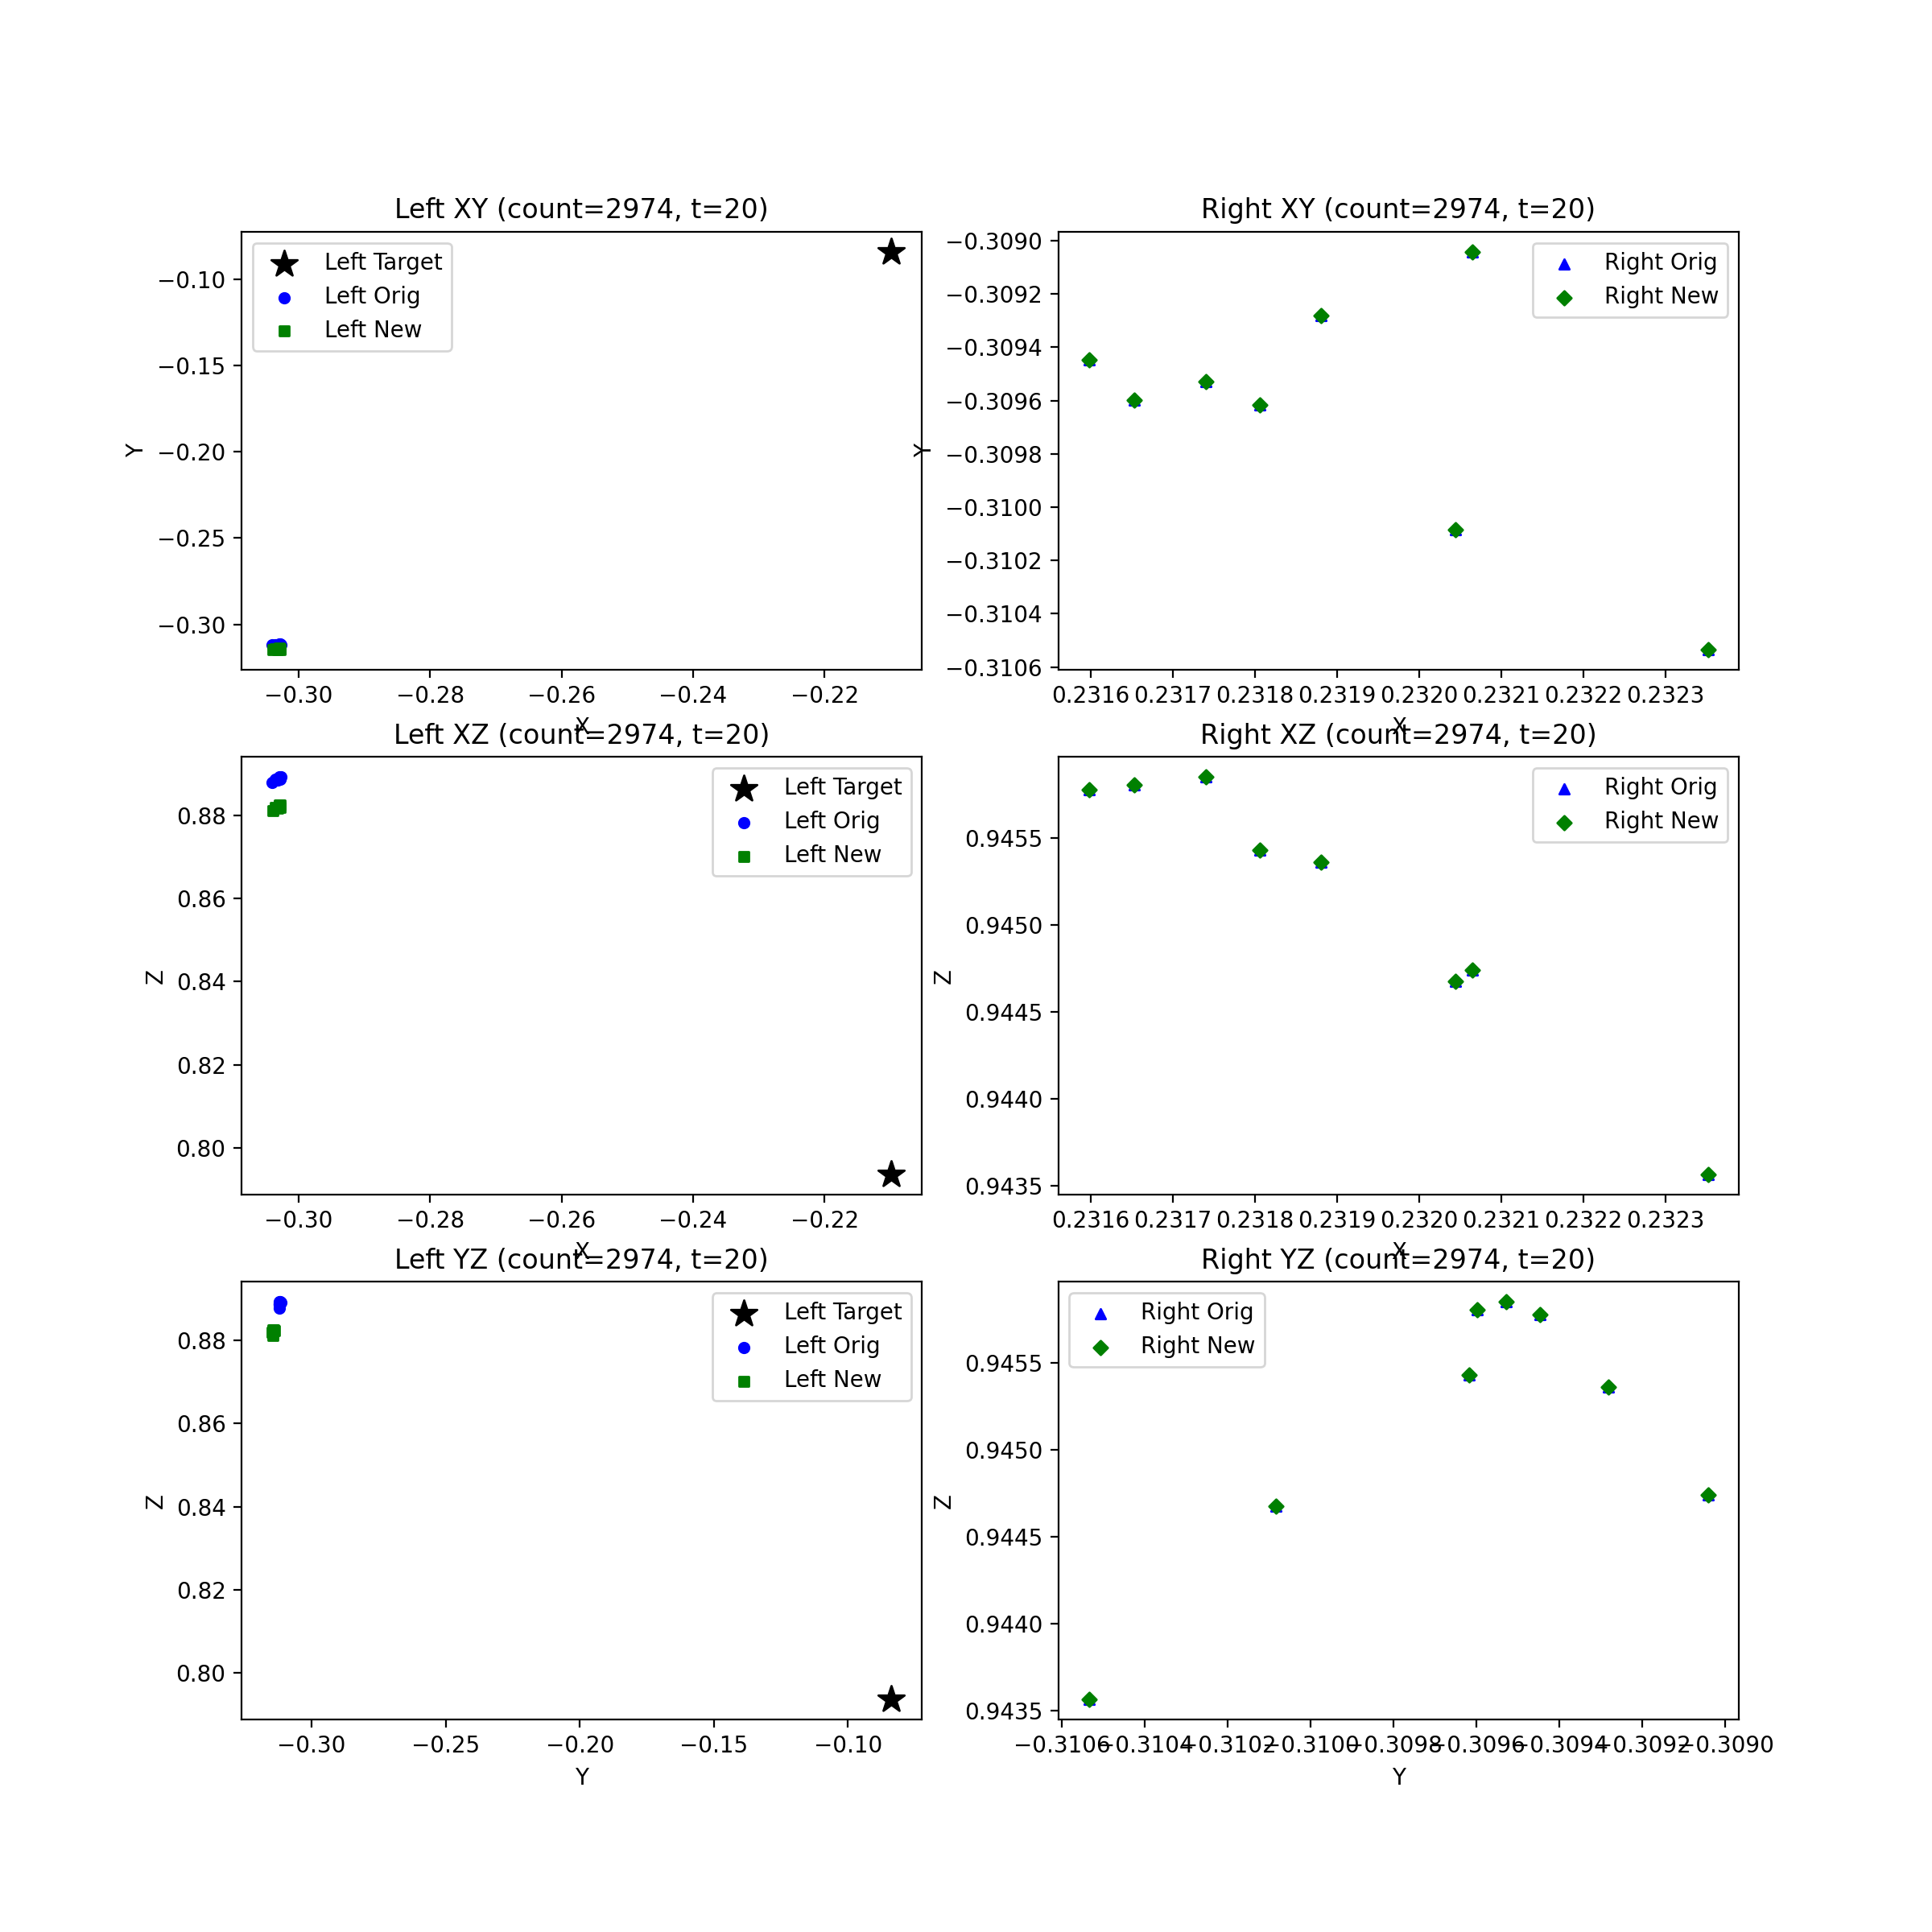 Left XY (count=2974, t=20)
Left Target
Left Orig
Left New
−0.10
−0.15
−0.20
−0.25
−0.30
Y
−0.30 −0.28 −0.26 −0.24 −0.22
X
Right XY (count=2974, t=20)
Right Orig
Right New
−0.3090
−0.3092
−0.3094
−0.3096
−0.3098
−0.3100
−0.3102
−0.3104
−0.3106
Y
0.2316 0.2317 0.2318 0.2319 0.2320 0.2321 0.2322 0.2323
X
Left XZ (count=2974, t=20)
Left Target
Left Orig
Left New
0.88
0.86
0.84
0.82
0.80
Z
−0.30 −0.28 −0.26 −0.24 −0.22
X
Right XZ (count=2974, t=20)
Right Orig
Right New
0.9455
0.9450
0.9445
0.9440
0.9435
Z
0.2316 0.2317 0.2318 0.2319 0.2320 0.2321 0.2322 0.2323
X
Left YZ (count=2974, t=20)
Left Target
Left Orig
Left New
0.88
0.86
0.84
0.82
0.80
Z
−0.30 −0.25 −0.20 −0.15 −0.10
Y
Right YZ (count=2974, t=20)
Right Orig
Right New
0.9455
0.9450
0.9445
0.9440
0.9435
Z
−0.3106 −0.3104 −0.3102 −0.3100 −0.3098 −0.3096 −0.3094 −0.3092 −0.3090
Y